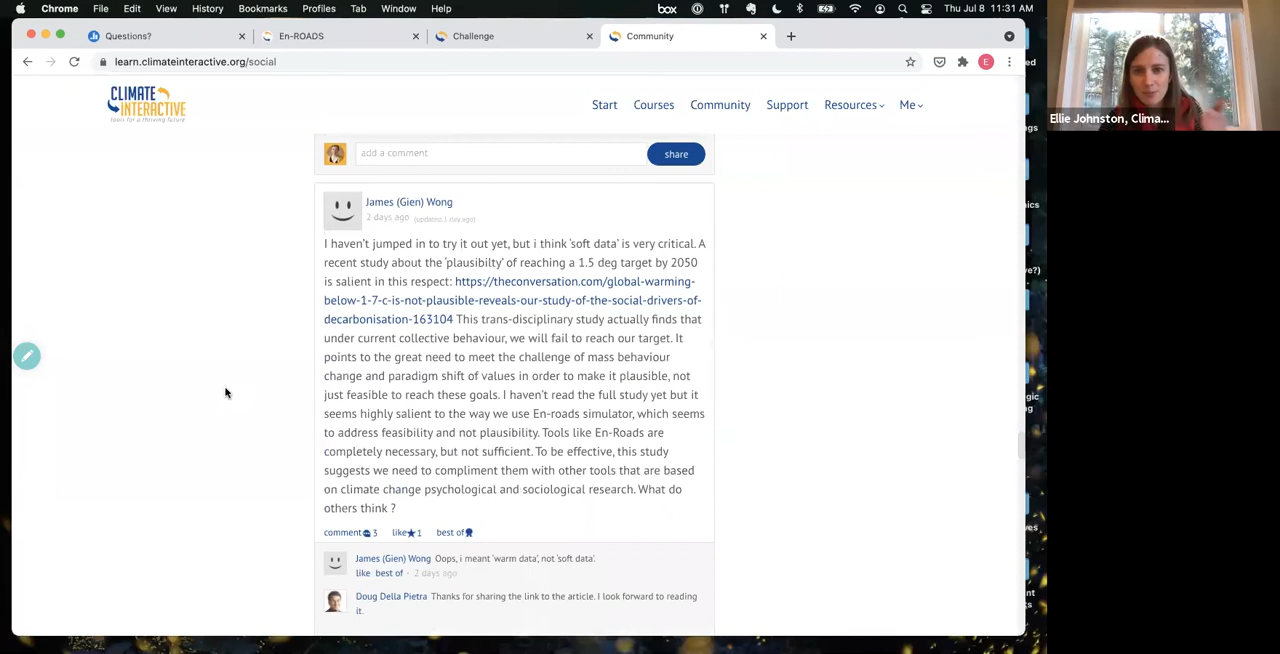 Chrome File Edit View History Bookmarks Profiles Tab Window Help
box
Thu Jul 8 11:31 AM
Questions?
En-ROADS
Challenge
Community
learn.climateinteractive.org/social
E
CLIMATE
INTERACTIVE
tools for a thriving future
Start Courses Community Support Resources Me
add a comment
share
James (Gien) Wong
2 days ago (updated 1 day ago)
I haven't jumped in to try it out yet, but i think 'soft data' is very critical. A
recent study about the 'plausibilty' of reaching a 1.5 deg target by 2050
is salient in this respect: https://theconversation.com/global-warming-
below-1-7-c-is-not-plausible-reveals-our-study-of-the-social-drivers-of-
decarbonisation-163104 This trans-disciplinary study actually finds that
under current collective behaviour, we will fail to reach our target. It
points to the great need to meet the challenge of mass behaviour
change and paradigm shift of values in order to make it plausible, not
just feasible to reach these goals. I haven't read the full study yet but it
seems highly salient to the way we use En-roads simulator, which seems
to address feasibility and not plausibility. Tools like En-Roads are
completely necessary, but not sufficient. To be effective, this study
suggests we need to compliment them with other tools that are based
on climate change psychological and sociological research. What do
others think ?
comment 3 like 1 best of
James (Gien) Wong Oops, i meant 'warm data', not 'soft data'.
like best of · 2 days ago
Doug Della Pietra Thanks for sharing the link to the article. I look forward to reading
it.
Ellie Johnston, Clima...